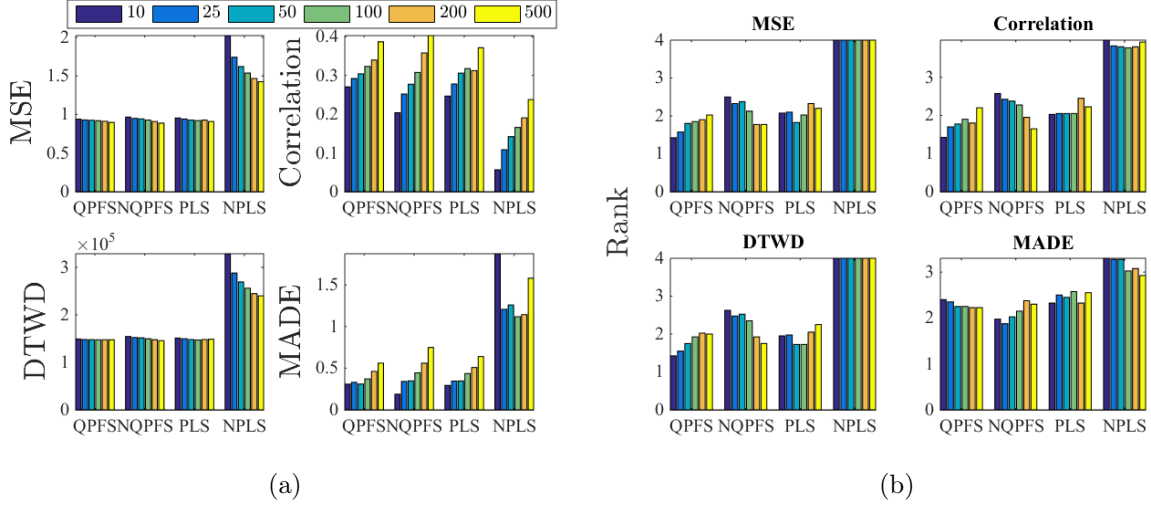 10 25 50 100 200 500
MSE
2
1.5
1
0.5
0
QPFS NQPFS PLS NPLS
Correlation
0.4
0.3
0.2
0.1
0
QPFS NQPFS PLS NPLS
DTWD
×10^5
3
2
1
0
QPFS NQPFS PLS NPLS
MADE
1.5
1
0.5
0
QPFS NQPFS PLS NPLS
(a)
Rank
MSE
4
3
2
1
0
QPFS NQPFS PLS NPLS
Correlation
3
2
1
0
QPFS NQPFS PLS NPLS
DTWD
4
3
2
1
0
QPFS NQPFS PLS NPLS
MADE
3
2
1
0
QPFS NQPFS PLS NPLS
(b)